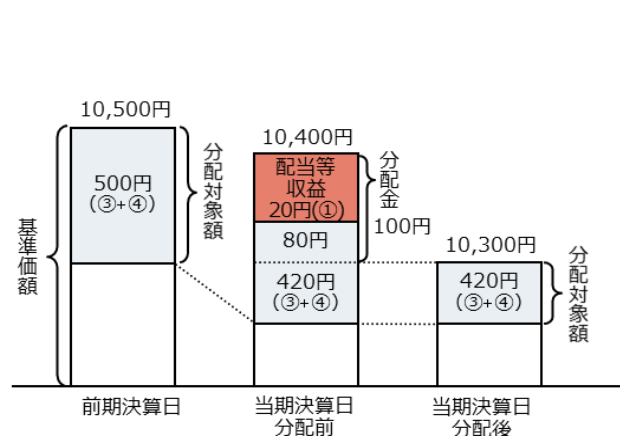 10,500円
500円
(③+④)
分配対象額
基準価額
10,400円
配当等
収益
20円(①)
80円
420円
(③+④)
分配金
100円
10,300円
420円
(③+④)
分配対象額
前期決算日
当期決算日
分配前
当期決算日
分配後